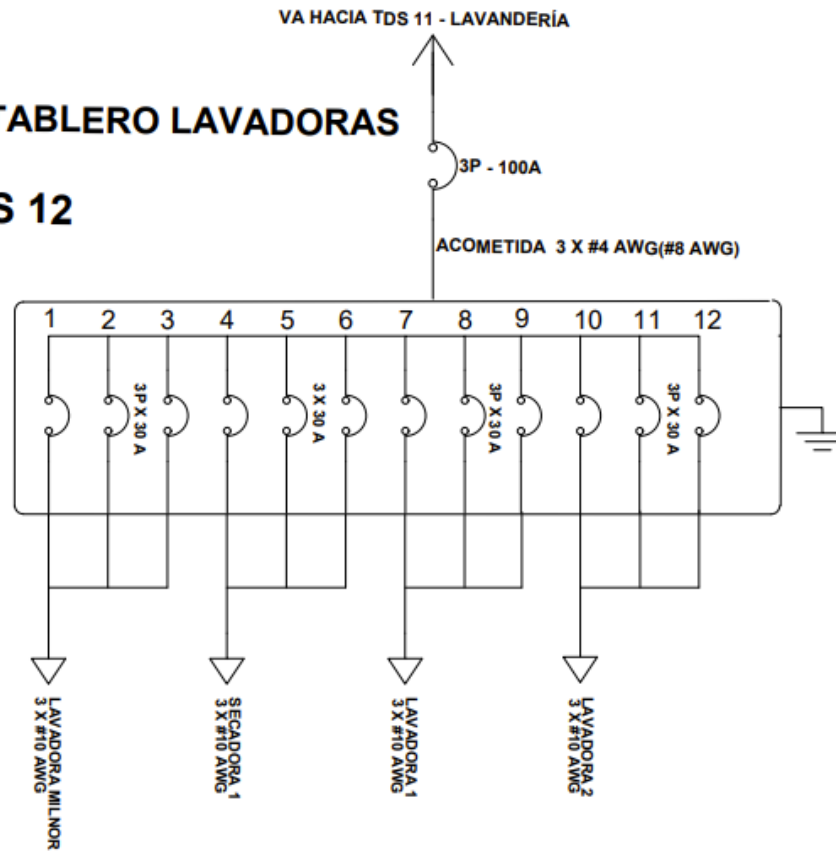 VA HACIA TDS 11 - LAVANDERÍA
TABLERO LAVADORAS
S 12
3P - 100A
ACOMETIDA 3 X #4 AWG(#8 AWG)
1 2 3 4 5 6 7 8 9 10 11 12
3P X 30 A
3 X 30 A
3P X 30 A
3P X 30 A
LAVADORA MILNOR
3 X #10 AWG
SECADORA 1
3 X #10 AWG
LAVADORA 1
3 X #10 AWG
LAVADORA 2
3 X #10 AWG